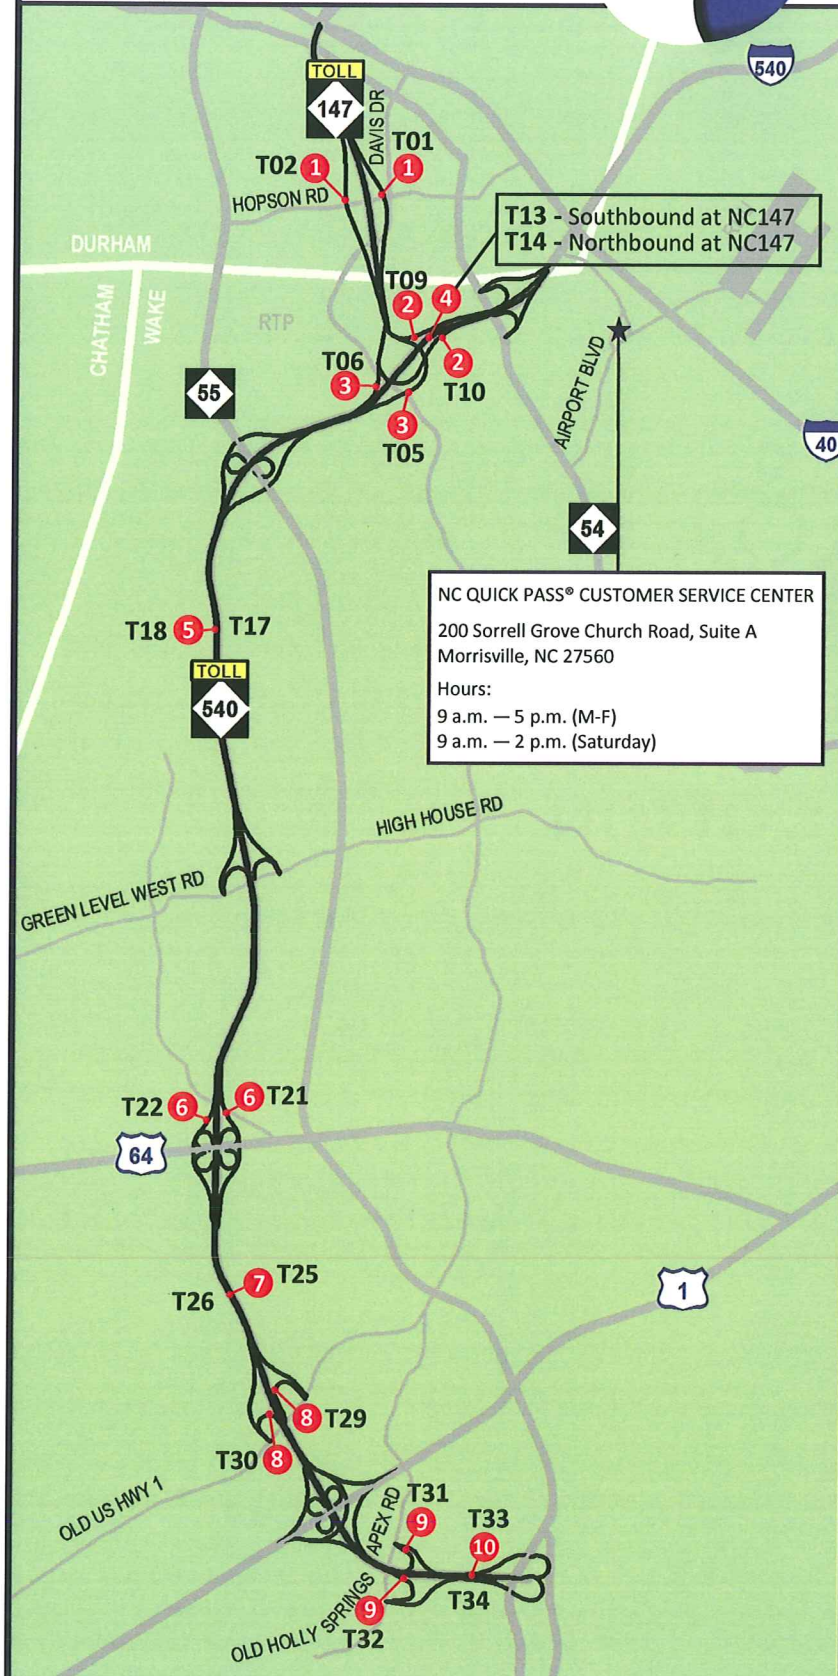 540
TOLL
147
DAVIS DR
T02 1
T01
1
HOPSON RD
T13 - Southbound at NC147
T14 - Northbound at NC147
DURHAM
CHATHAM
WAKE
RTP
T09
2
4
2
T10
T06
3
3
T05
55
AIRPORT BLVD
40
54
NC QUICK PASS® CUSTOMER SERVICE CENTER
200 Sorrell Grove Church Road, Suite A
Morrisville, NC 27560
Hours:
9 a.m. — 5 p.m. (M-F)
9 a.m. — 2 p.m. (Saturday)
T18 5 T17
TOLL
540
HIGH HOUSE RD
GREEN LEVEL WEST RD
T22 6
6 T21
64
7 T25
T26
1
8 T29
T30 8
OLD US HWY 1
T31
9
T33
10
T34
OLD HOLLY SPRINGS APEX RD
9
T32